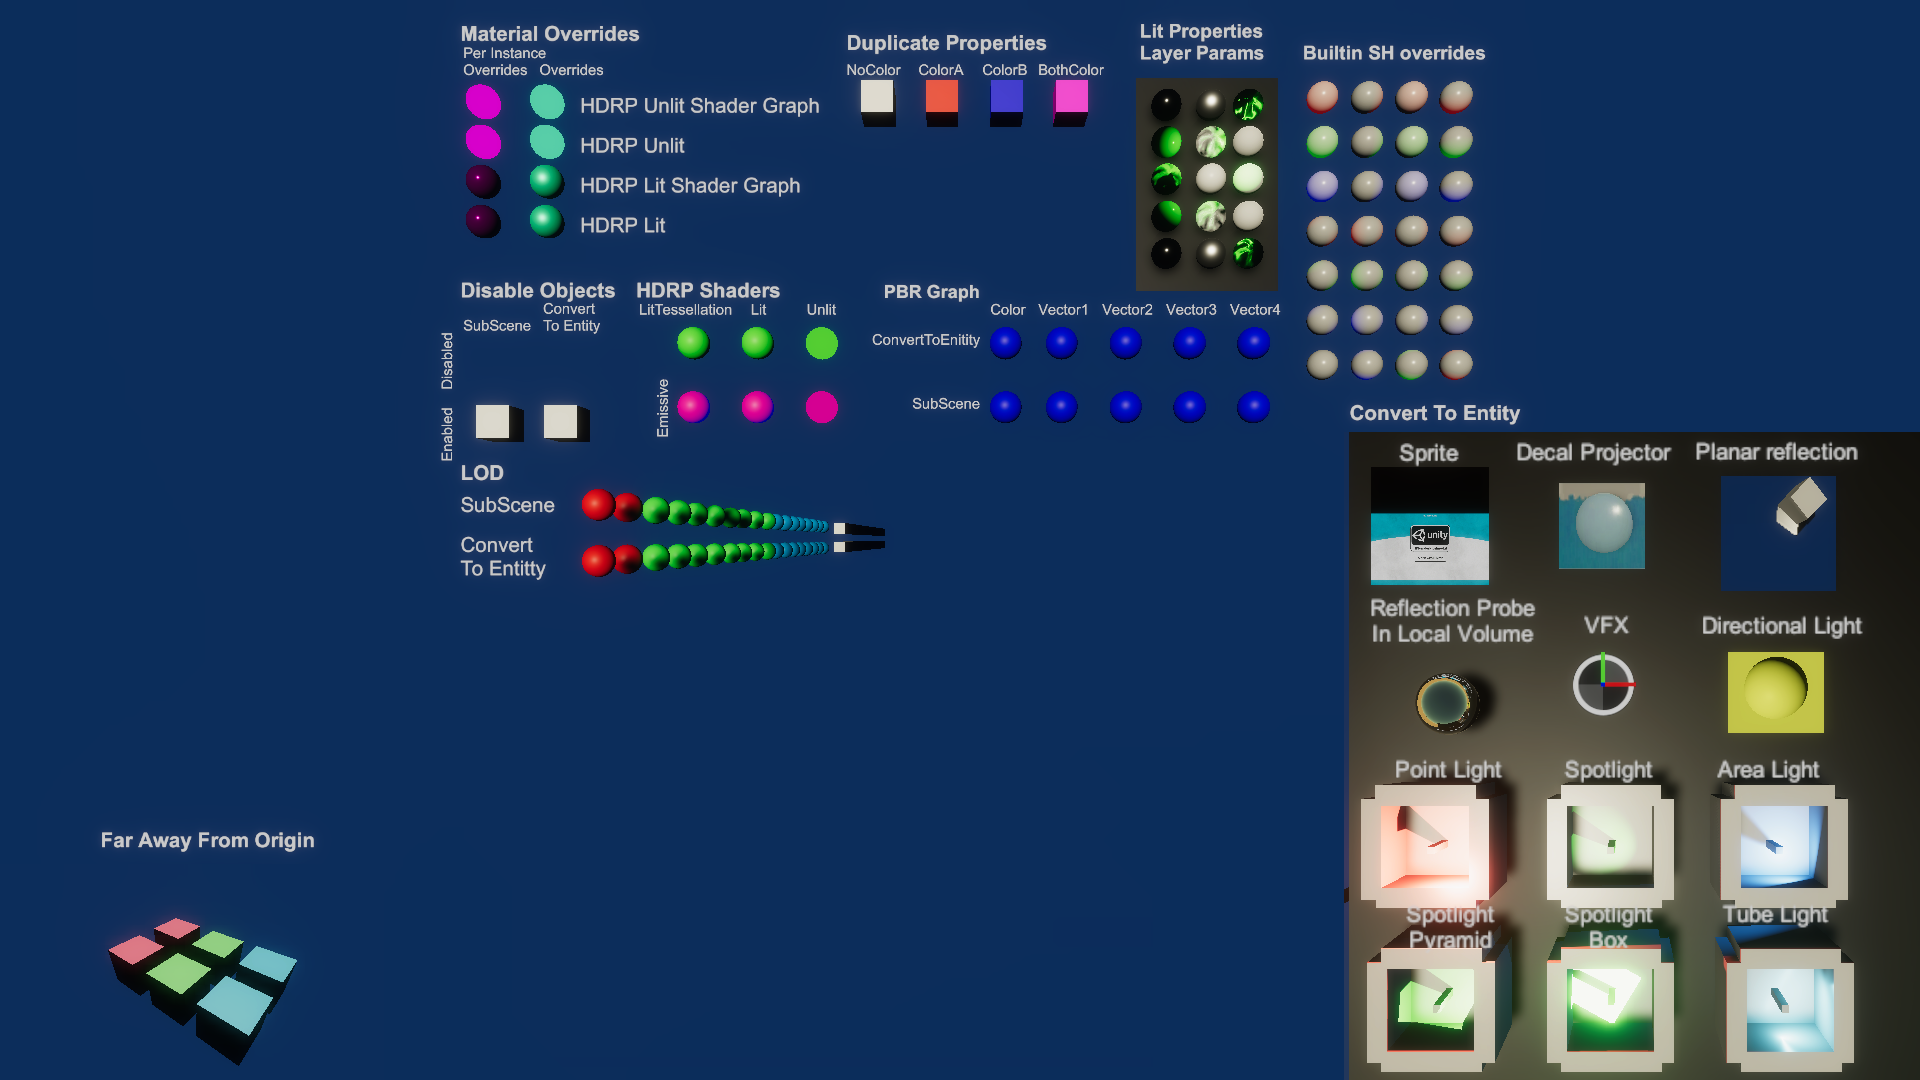 Material Overrides
Per Instance
Overrides Overrides
HDRP Unlit Shader Graph
HDRP Unlit
HDRP Lit Shader Graph
HDRP Lit
Duplicate Properties
NoColor ColorA ColorB BothColor
Lit Properties
Layer Params
Builtin SH overrides
Disable Objects
SubScene
Convert
To Entity
Disabled
Enabled
HDRP Shaders
LitTessellation Lit Unlit
Emissive
PBR Graph
Color Vector1 Vector2 Vector3 Vector4
ConvertToEnitity
SubScene
LOD
SubScene
Convert
To Entitty
Convert To Entity
Sprite
Decal Projector
Planar reflection
unity
Reflection Probe
In Local Volume
VFX
Directional Light
Point Light
Spotlight
Area Light
Spotlight
Pyramid
Spotlight
Box
Tube Light
Far Away From Origin